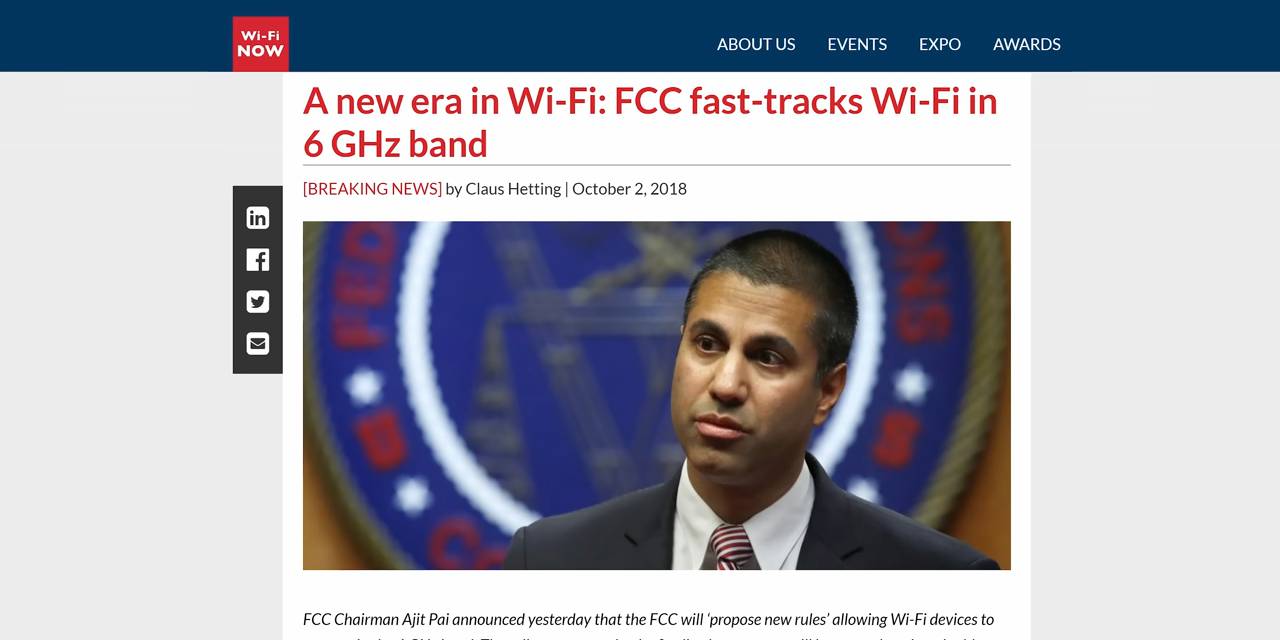 Wi-Fi
NOW
ABOUT US EVENTS EXPO AWARDS
A new era in Wi-Fi: FCC fast-tracks Wi-Fi in
6 GHz band
[BREAKING NEWS] by Claus Hetting | October 2, 2018
FCC Chairman Ajit Pai announced yesterday that the FCC will ‘propose new rules’ allowing Wi-Fi devices to